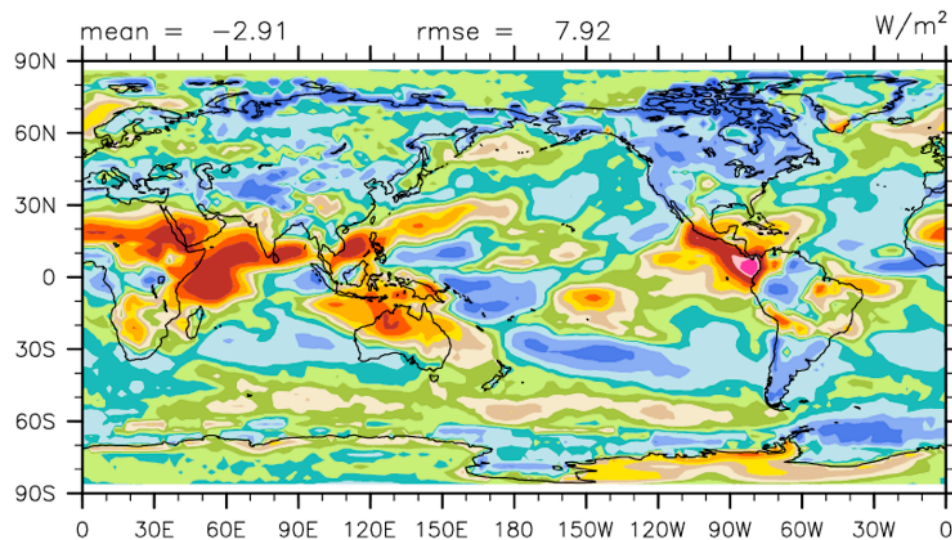 mean = -2.91 rmse = 7.92 W/m²
90N
60N
30N
0
30S
60S
90S
0 30E 60E 90E 120E 150E 180 150W 120W 90W 60W 30W 0